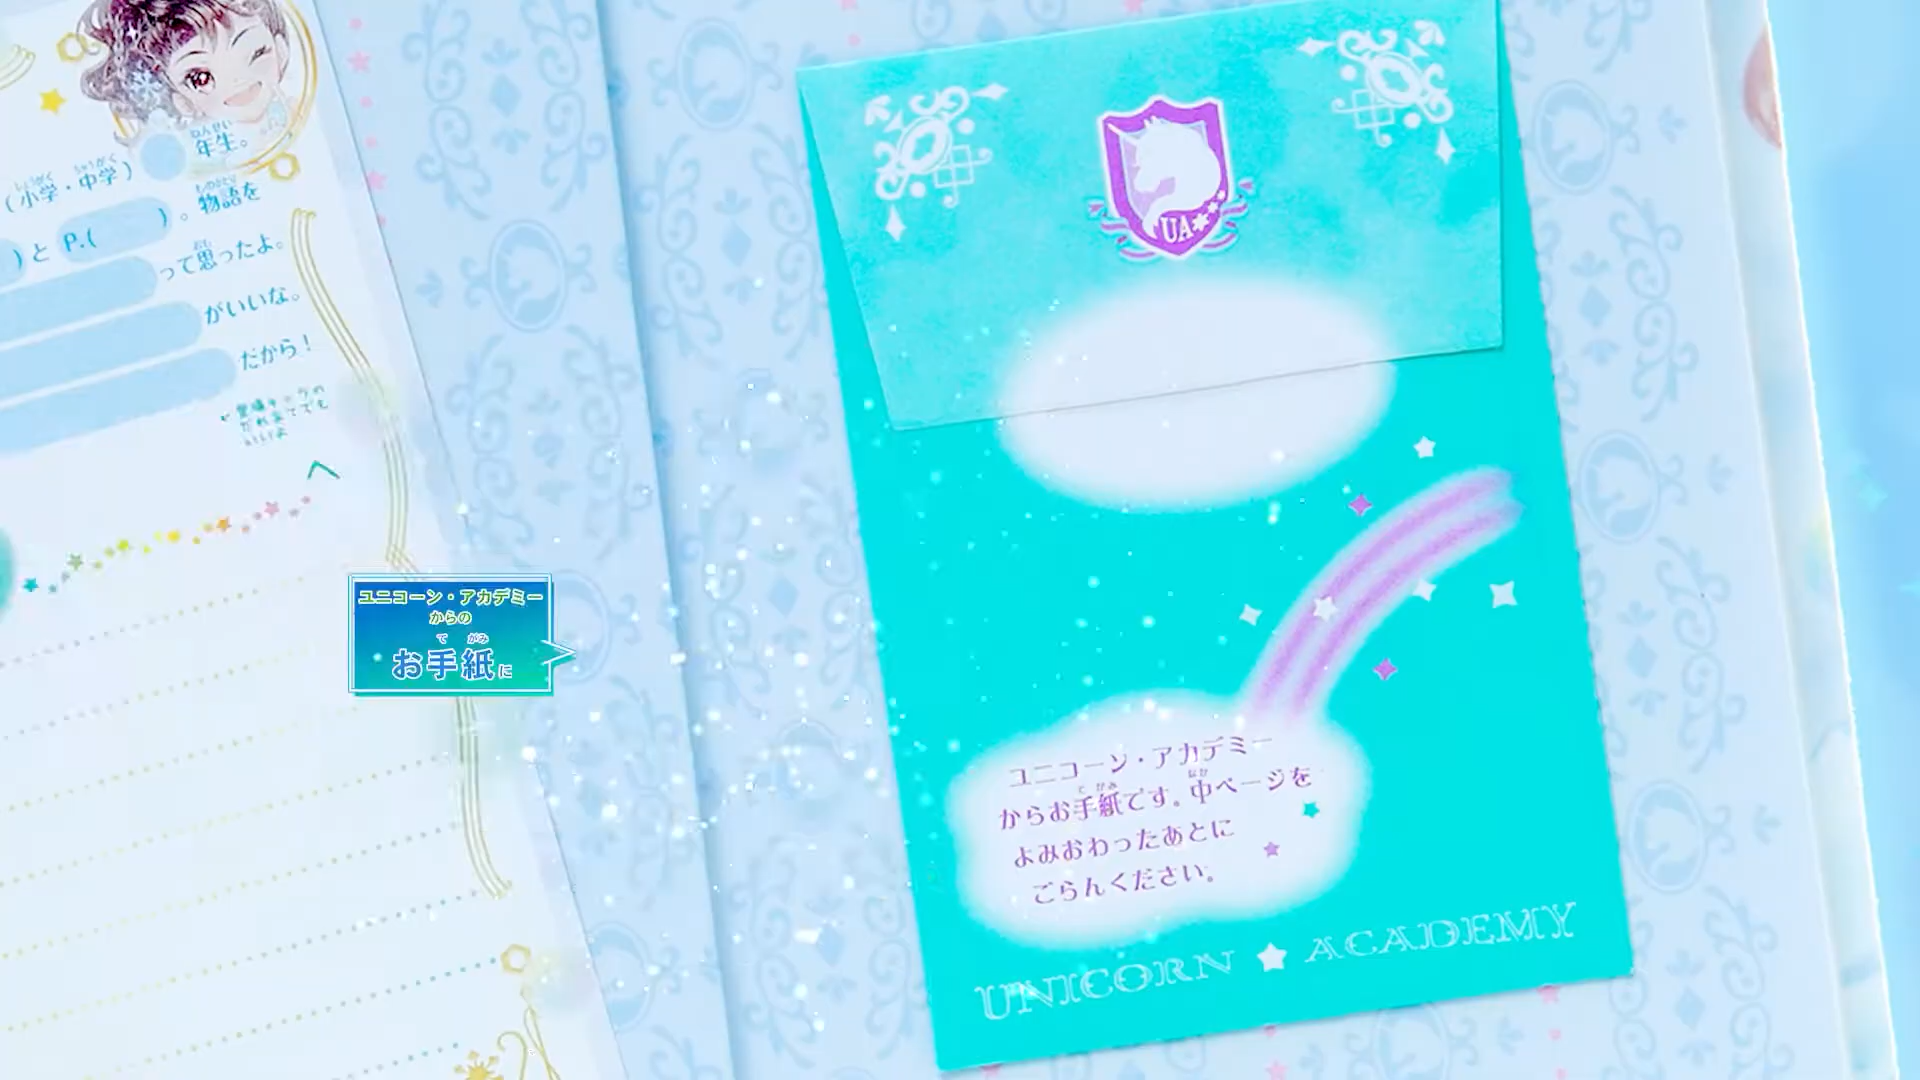 年生。
(小学・中学)
)と P.( )。物語を
って思ったよ。
がいいな。
だから！
ユニコーン・アカデミー
からの
お手紙に
UA
ユニコーン・アカデミー
からお手紙です。中ページを
よみおわったあとに
ごらんください。
UNICORN ★ ACADEMY